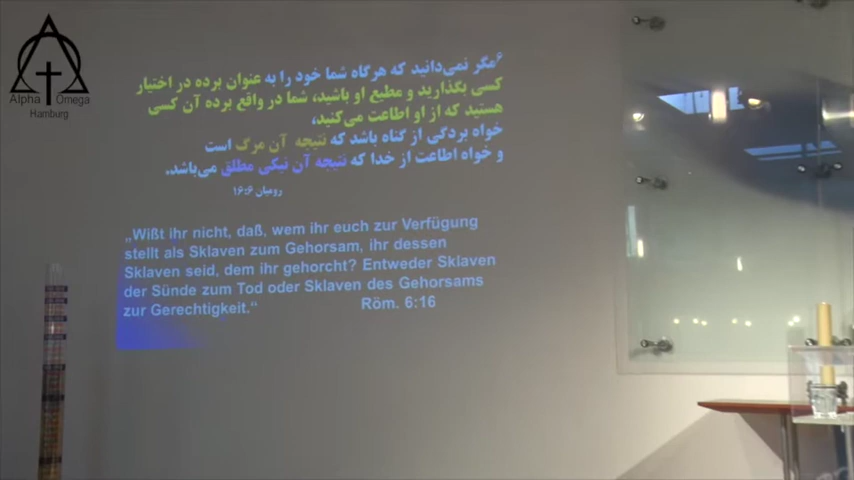 Alpha Omega
Hamburg
۶مگر نمی‌دانید که هرگاه شما خود را به عنوان برده در اختیار
کسی بگذارید و مطیع او باشید، شما در واقع برده آن کسی
هستید که از او اطاعت می‌کنید،
خواه بردگی از گناه باشد که نتیجه آن مرگ است
و خواه اطاعت از خدا که نتیجه آن نیکی مطلق می‌باشد.
رومیان ۱۶:۶
„Wißt ihr nicht, daß, wem ihr euch zur Verfügung
stellt als Sklaven zum Gehorsam, ihr dessen
Sklaven seid, dem ihr gehorcht? Entweder Sklaven
der Sünde zum Tod oder Sklaven des Gehorsams
zur Gerechtigkeit.“ Röm. 6:16